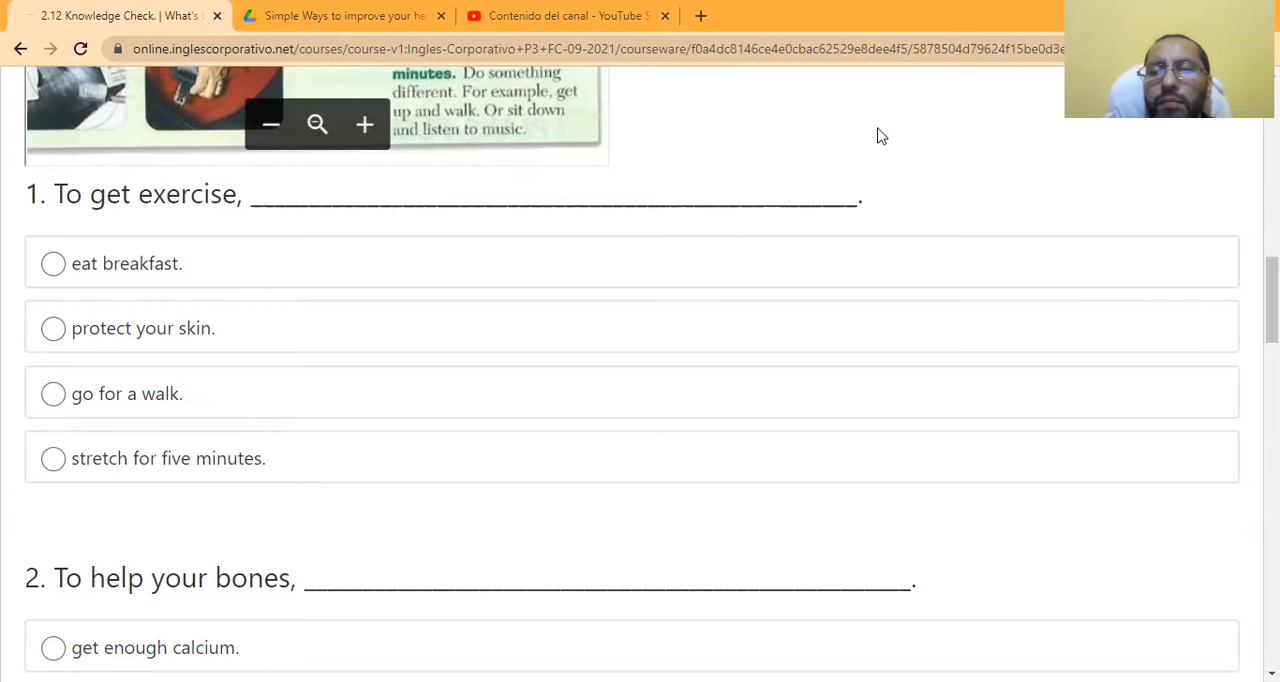 2.12 Knowledge Check. | What's
Simple Ways to improve your he
Contenido del canal - YouTube S
online.inglescorporativo.net/courses/course-v1:Ingles-Corporativo+P3+FC-09-2021/courseware/f0a4dc8146ce4e0cbac62529e8dee4f5/5878504d79624f15be0d3e
minutes. Do something
different. For example, get
up and walk. Or sit down
and listen to music.
1. To get exercise, ____________________.
eat breakfast.
protect your skin.
go for a walk.
stretch for five minutes.
2. To help your bones, ____________________.
get enough calcium.